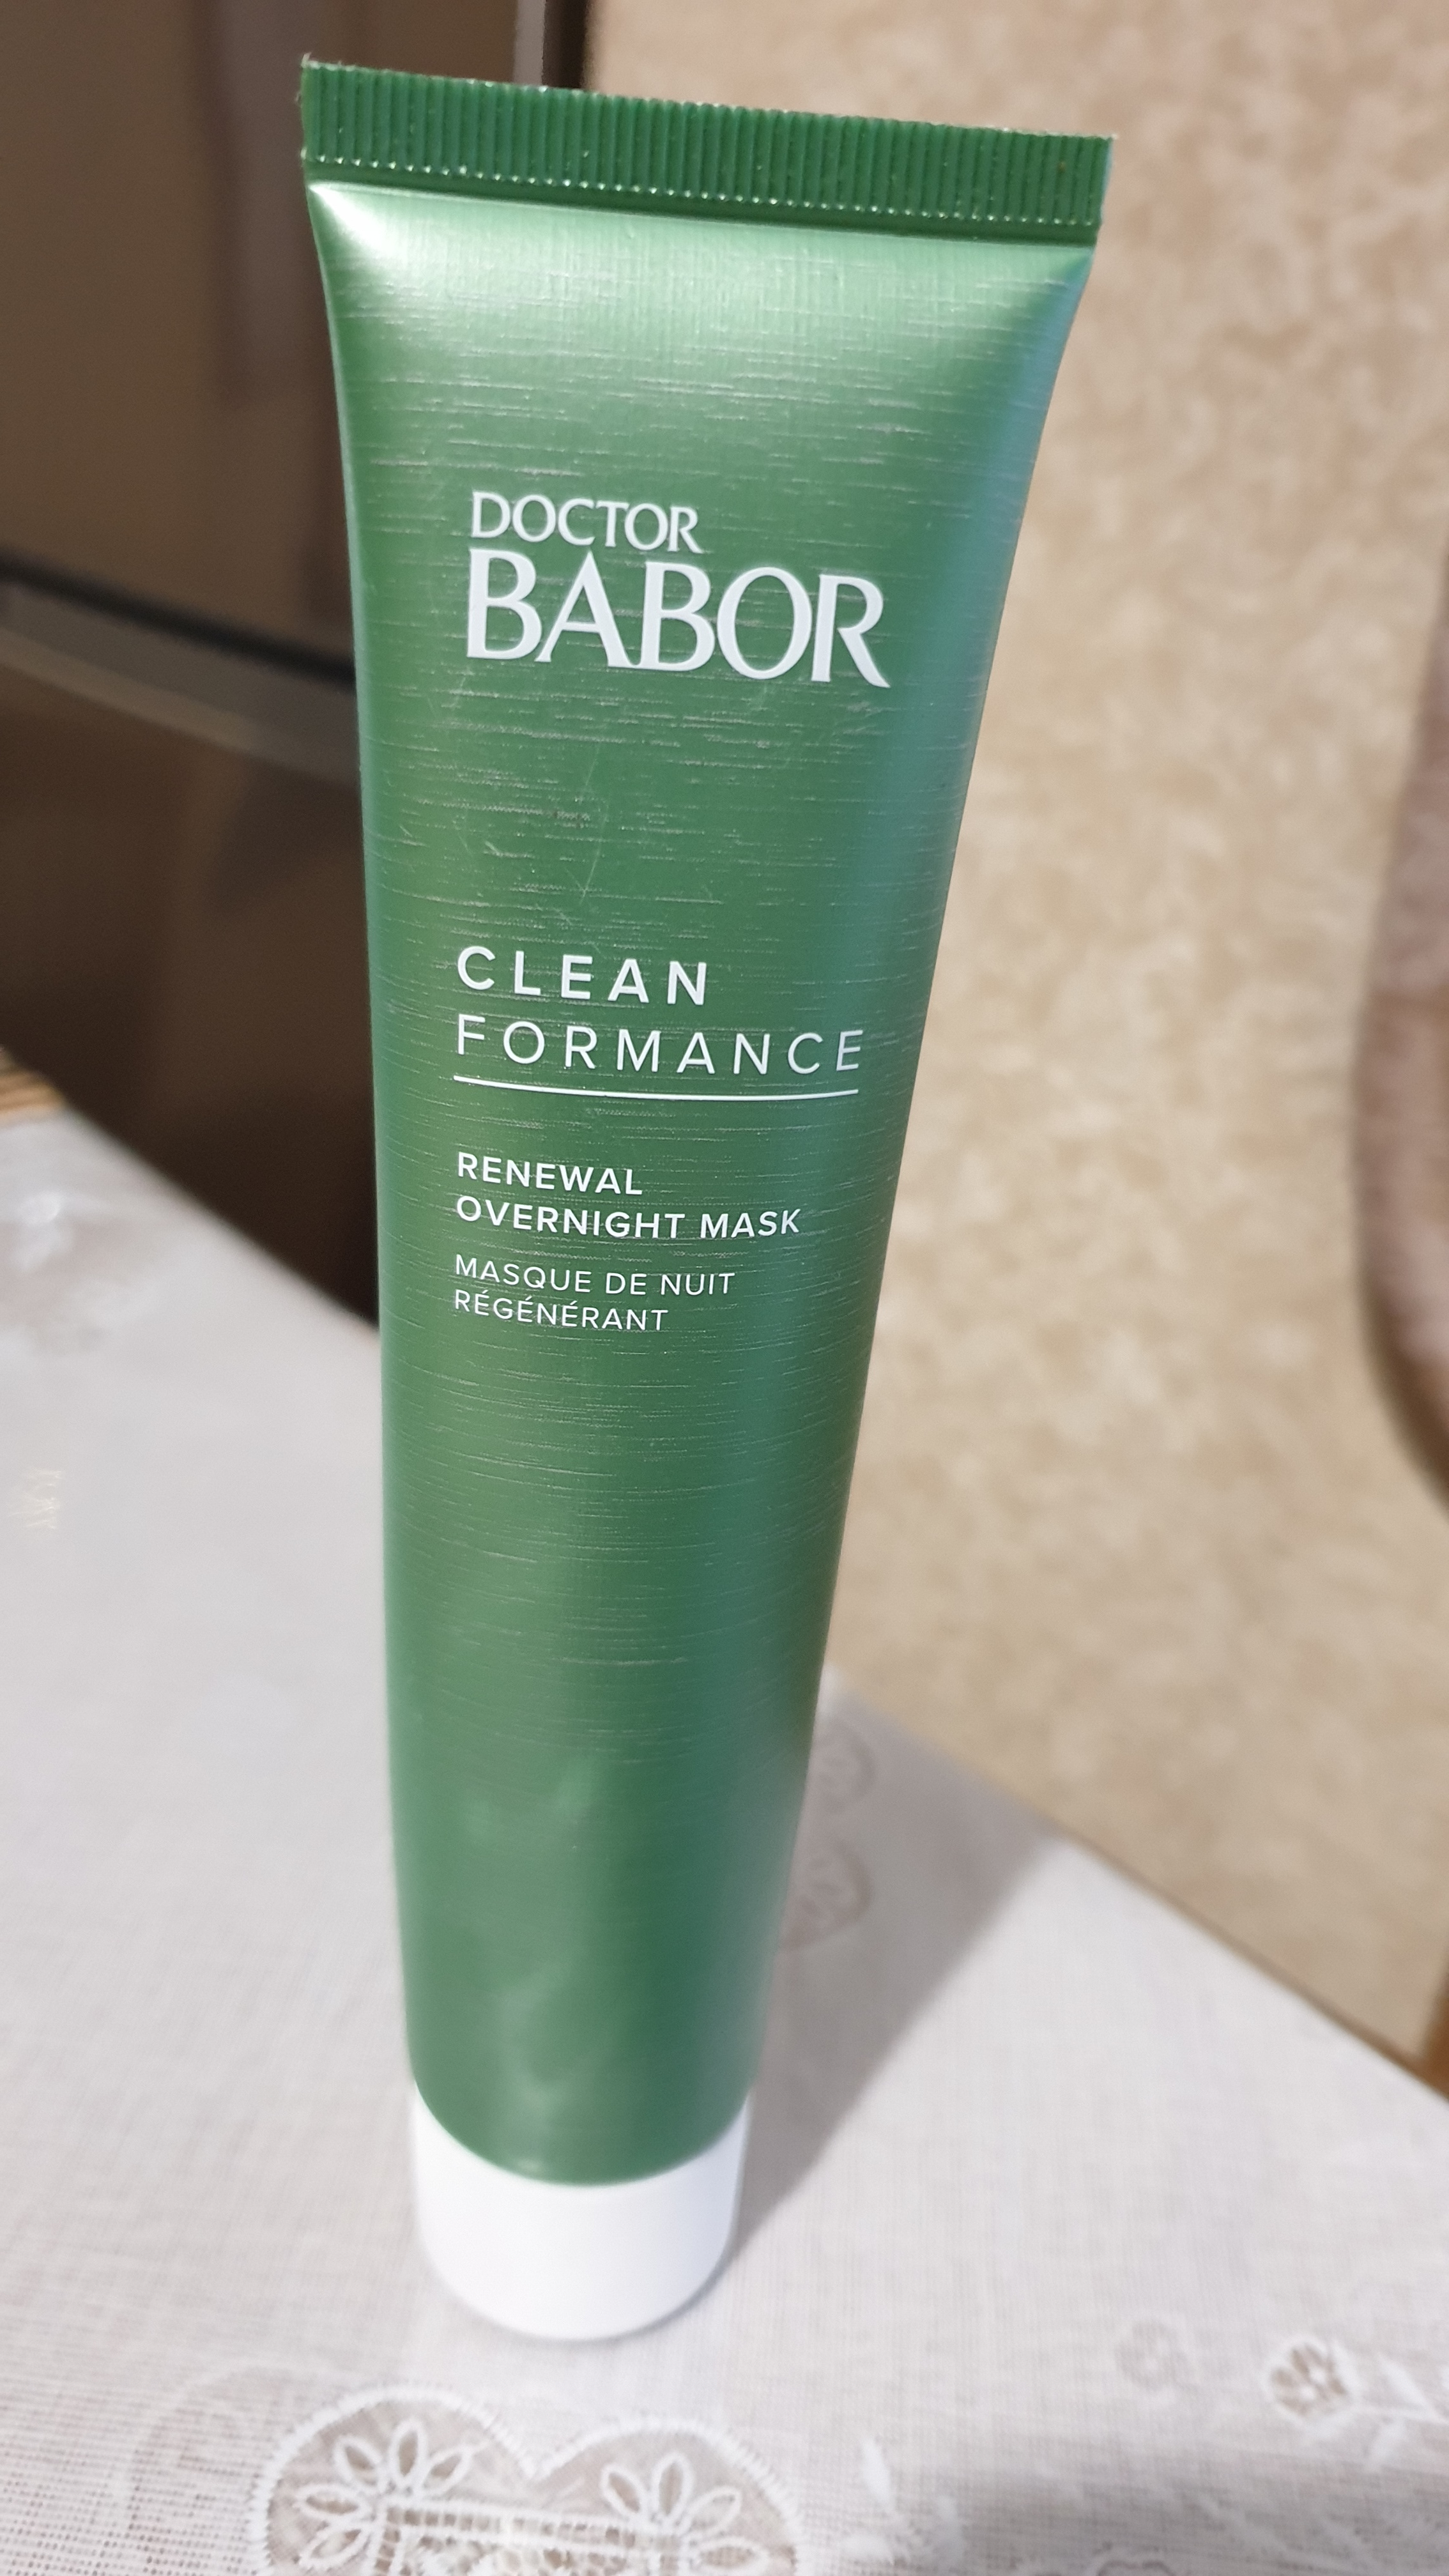 DOCTOR
BABOR
CLEAN
FORMANCE
RENEWAL
OVERNIGHT MASK
MASQUE DE NUIT
RÉGÉNÉRANT